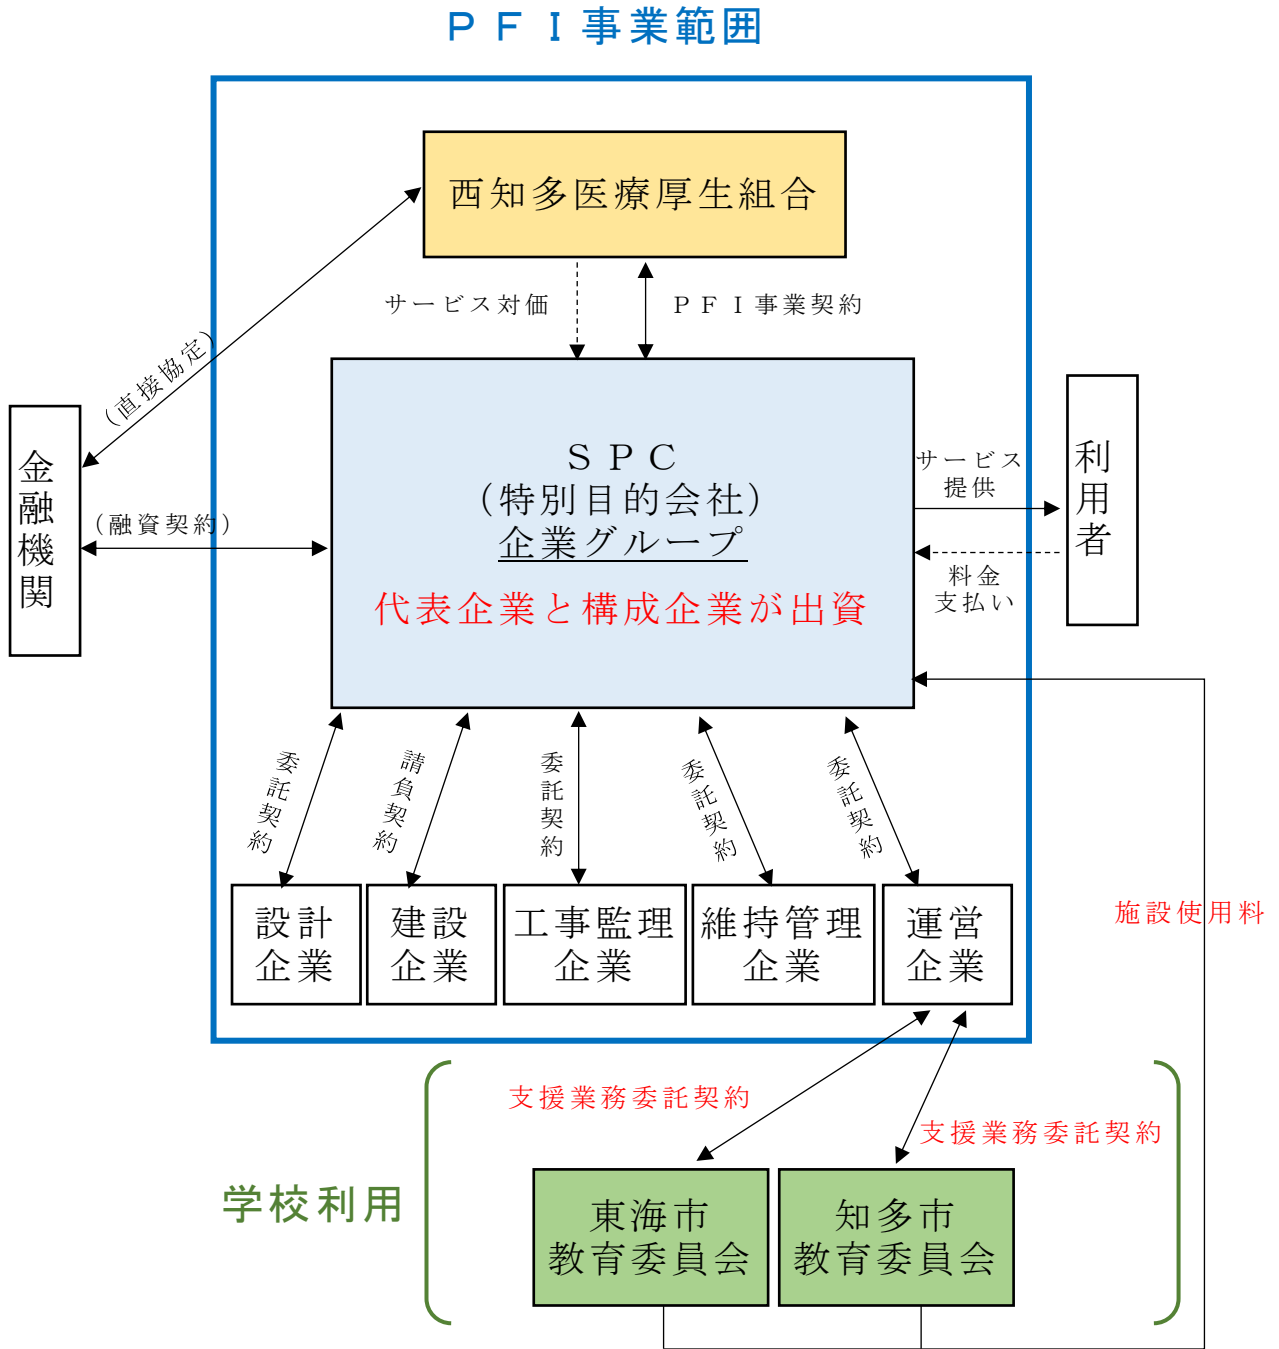 ＰＦＩ事業範囲
西知多医療厚生組合
サービス対価
ＰＦＩ事業契約
（直接協定）
金融機関
（融資契約）
ＳＰＣ
（特別目的会社）
企業グループ
代表企業と構成企業が出資
サービス
提供
利用者
料金
支払い
委託契約
請負契約
委託契約
委託契約
委託契約
設計
企業
建設
企業
工事監理
企業
維持管理
企業
運営
企業
施設使用料
支援業務委託契約
支援業務委託契約
学校利用
東海市
教育委員会
知多市
教育委員会